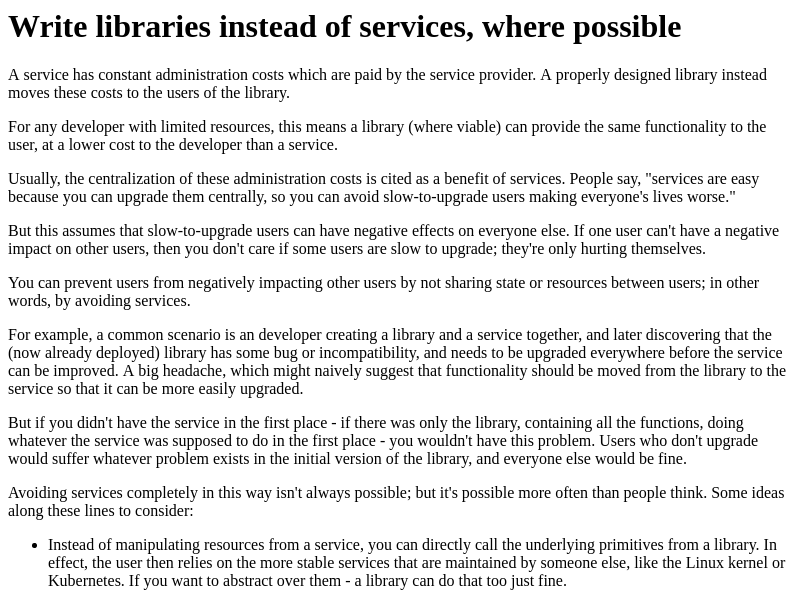 Write libraries instead of services, where possible
A service has constant administration costs which are paid by the service provider. A properly designed library instead
moves these costs to the users of the library.
For any developer with limited resources, this means a library (where viable) can provide the same functionality to the
user, at a lower cost to the developer than a service.
Usually, the centralization of these administration costs is cited as a benefit of services. People say, "services are easy
because you can upgrade them centrally, so you can avoid slow-to-upgrade users making everyone's lives worse."
But this assumes that slow-to-upgrade users can have negative effects on everyone else. If one user can't have a negative
impact on other users, then you don't care if some users are slow to upgrade; they're only hurting themselves.
You can prevent users from negatively impacting other users by not sharing state or resources between users; in other
words, by avoiding services.
For example, a common scenario is an developer creating a library and a service together, and later discovering that the
(now already deployed) library has some bug or incompatibility, and needs to be upgraded everywhere before the service
can be improved. A big headache, which might naively suggest that functionality should be moved from the library to the
service so that it can be more easily upgraded.
But if you didn't have the service in the first place - if there was only the library, containing all the functions, doing
whatever the service was supposed to do in the first place - you wouldn't have this problem. Users who don't upgrade
would suffer whatever problem exists in the initial version of the library, and everyone else would be fine.
Avoiding services completely in this way isn't always possible; but it's possible more often than people think. Some ideas
along these lines to consider:
• Instead of manipulating resources from a service, you can directly call the underlying primitives from a library. In
effect, the user then relies on the more stable services that are maintained by someone else, like the Linux kernel or
Kubernetes. If you want to abstract over them - a library can do that too just fine.